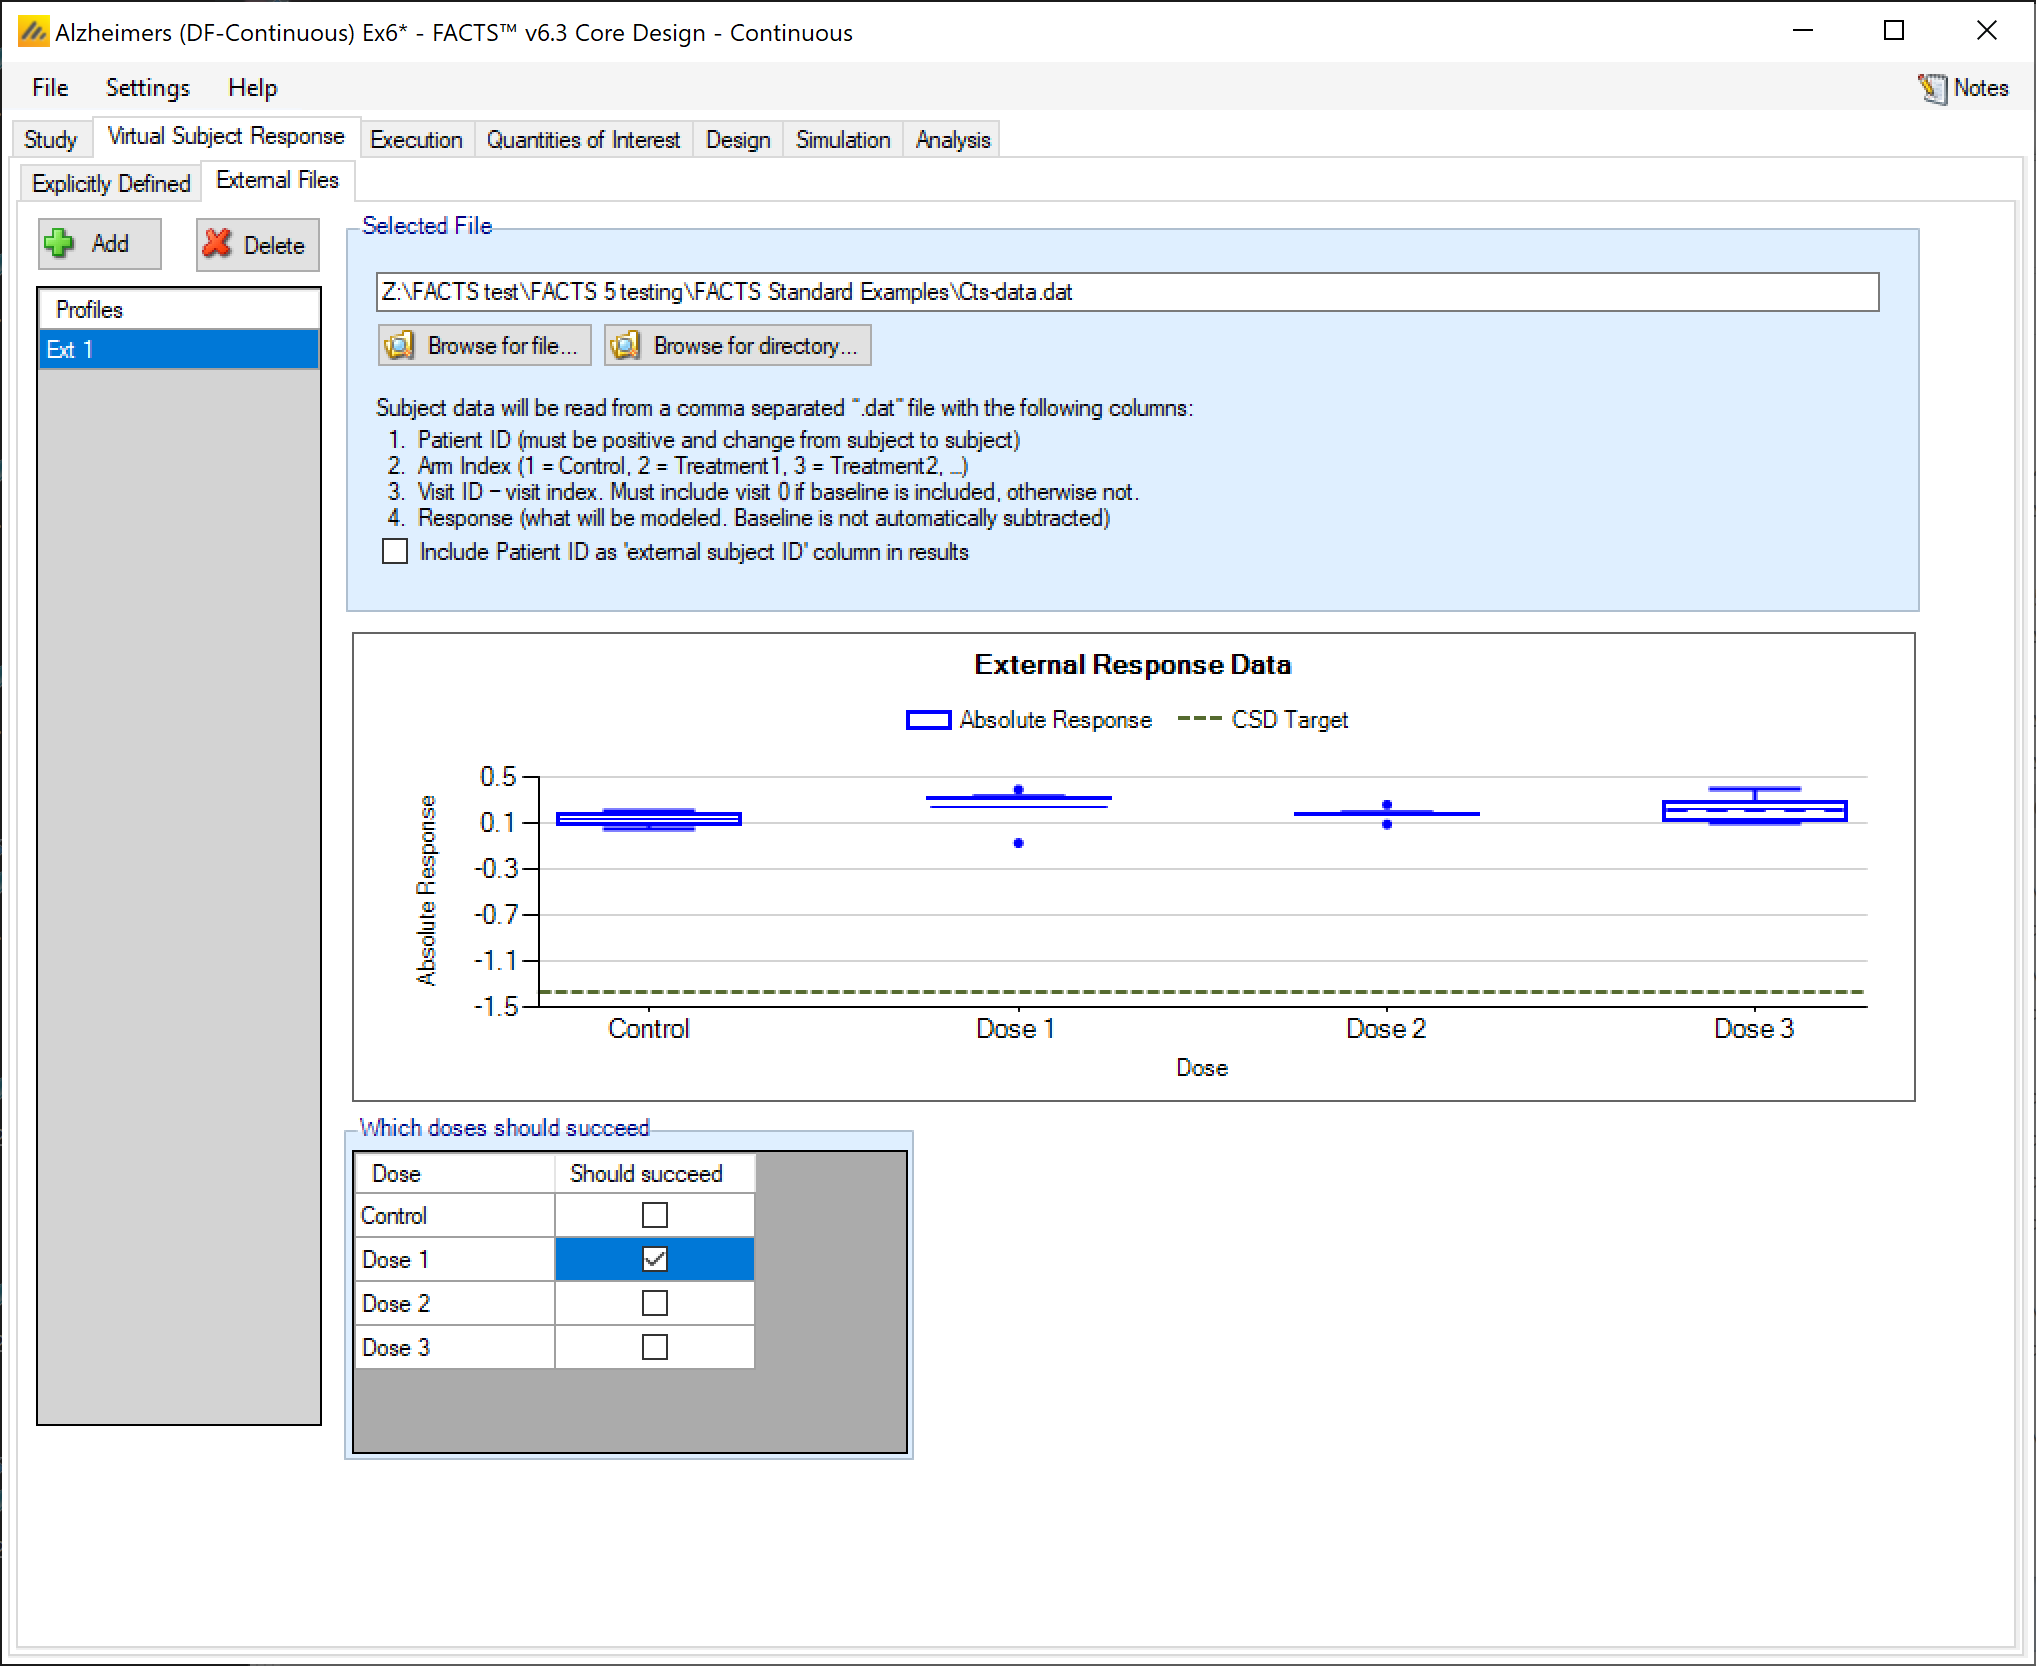 Alzheimers (DF-Continuous) Ex6* - FACTS™ v6.3 Core Design - Continuous
File Settings Help Notes
Study Virtual Subject Response Execution Quantities of Interest Design Simulation Analysis
Explicitly Defined External Files
Add Delete
Profiles
Ext 1
Selected File
Z:\FACTS test\FACTS 5 testing\FACTS Standard Examples\Cts-data.dat
Browse for file... Browse for directory...
Subject data will be read from a comma separated ".dat" file with the following columns:
1. Patient ID (must be positive and change from subject to subject)
2. Arm Index (1 = Control, 2 = Treatment1, 3 = Treatment2, ...)
3. Visit ID – visit index. Must include visit 0 if baseline is included, otherwise not.
4. Response (what will be modeled. Baseline is not automatically subtracted)
Include Patient ID as 'external subject ID' column in results
External Response Data
Absolute Response CSD Target
Absolute Response
0.5
0.1
-0.3
-0.7
-1.1
-1.5
Control Dose 1 Dose 2 Dose 3
Dose
Which doses should succeed
Dose Should succeed
Control
Dose 1
Dose 2
Dose 3